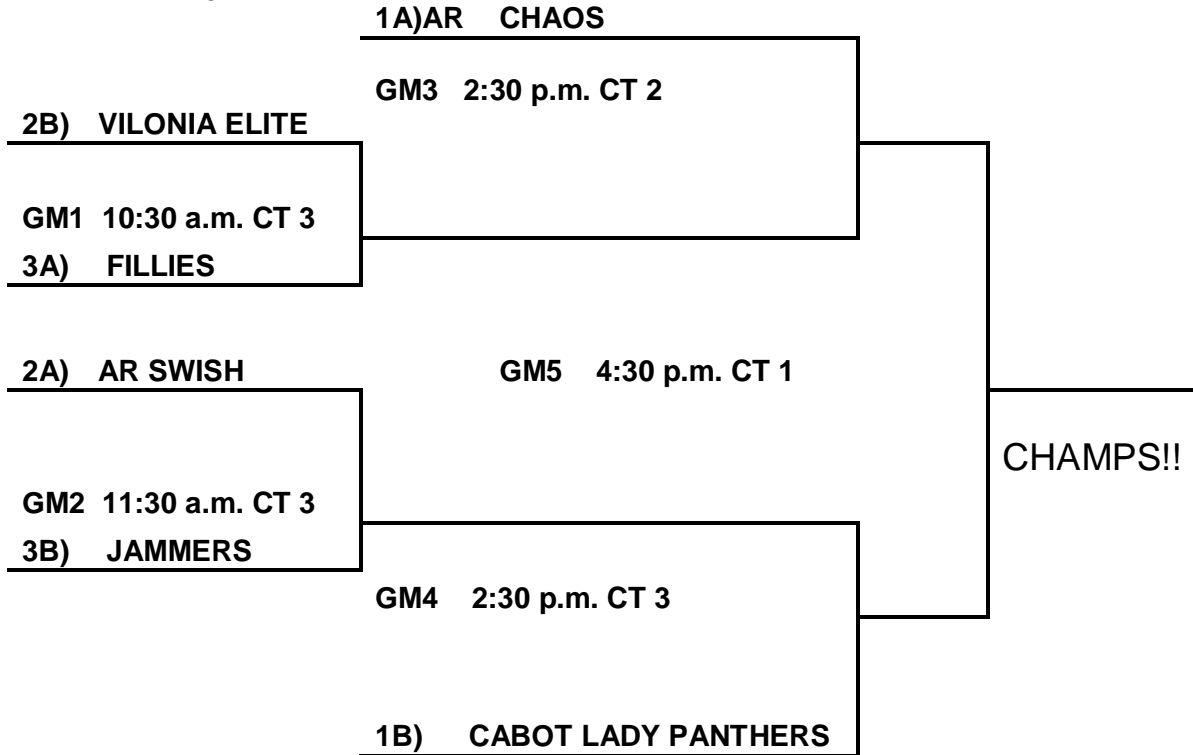 1A)AR CHAOS
GM3 2:30 p.m. CT 2
2B) VILONIA ELITE
GM1 10:30 a.m. CT 3
3A) FILLIES
2A) AR SWISH
GM5 4:30 p.m. CT 1
CHAMPS!!
GM2 11:30 a.m. CT 3
3B) JAMMERS
GM4 2:30 p.m. CT 3
1B) CABOT LADY PANTHERS